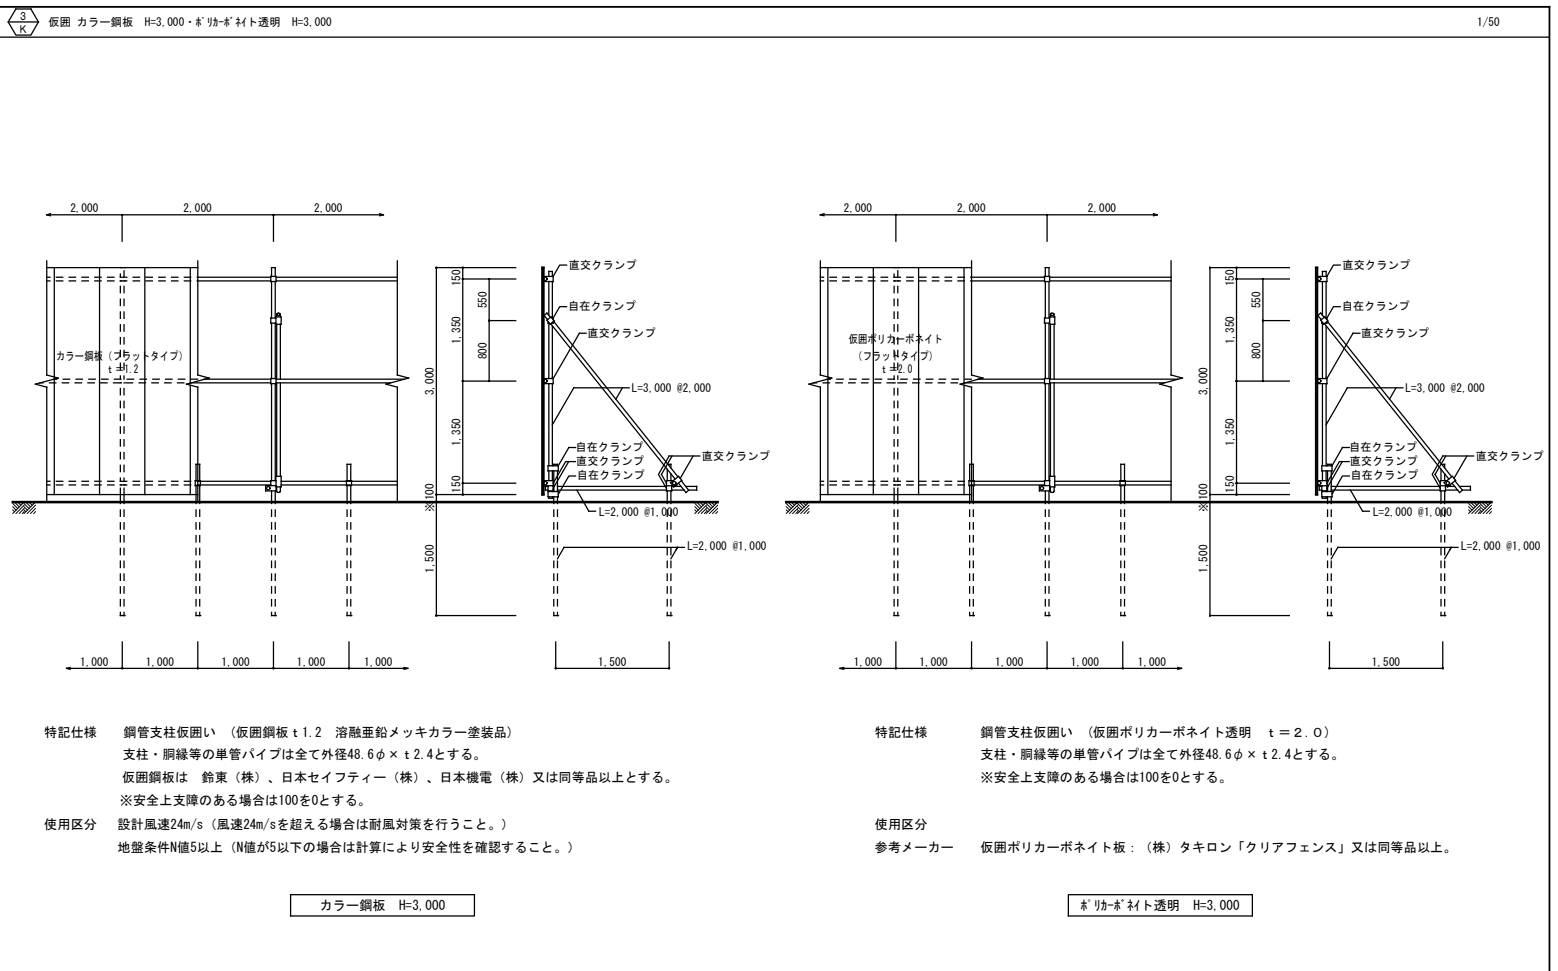 3
K
仮囲 カラー鋼板 H=3,000・ﾎﾟﾘｶｰﾎﾞﾈｲﾄ透明 H=3,000
1/50
2,000 2,000 2,000
カラー鋼板（フラットタイプ）
t=1.2
150
550
1,350
800
3,000
1,350
150
※100
1,500
直交クランプ
自在クランプ
直交クランプ
L=3,000 @2,000
自在クランプ
直交クランプ
自在クランプ
直交クランプ
L=2,000 @1,000
L=2,000 @1,000
1,000 1,000 1,000 1,000 1,000
1,500
2,000 2,000 2,000
仮囲ポリカーボネイト
（フラットタイプ）
t=2.0
150
550
1,350
800
3,000
1,350
150
※100
1,500
直交クランプ
自在クランプ
直交クランプ
L=3,000 @2,000
自在クランプ
直交クランプ
自在クランプ
直交クランプ
L=2,000 @1,000
L=2,000 @1,000
1,000 1,000 1,000 1,000 1,000
1,500
特記仕様 鋼管支柱仮囲い （仮囲鋼板ｔ1.2 溶融亜鉛メッキカラー塗装品）
支柱・胴縁等の単管パイプは全て外径48.6φ×ｔ2.4とする。
仮囲鋼板は 鈴東（株）、日本セイフティー（株）、日本機電（株）又は同等品以上とする。
※安全上支障のある場合は100を0とする。
使用区分 設計風速24m/s（風速24m/sを超える場合は耐風対策を行うこと。）
地盤条件N値5以上（N値が5以下の場合は計算により安全性を確認すること。）
カラー鋼板 H=3,000
特記仕様 鋼管支柱仮囲い （仮囲ポリカーボネイト透明 ｔ＝２.０）
支柱・胴縁等の単管パイプは全て外径48.6φ×ｔ2.4とする。
※安全上支障のある場合は100を0とする。
使用区分
参考メーカー 仮囲ポリカーボネイト板：（株）タキロン「クリアフェンス」又は同等品以上。
ﾎﾟﾘｶｰﾎﾞﾈｲﾄ透明 H=3,000